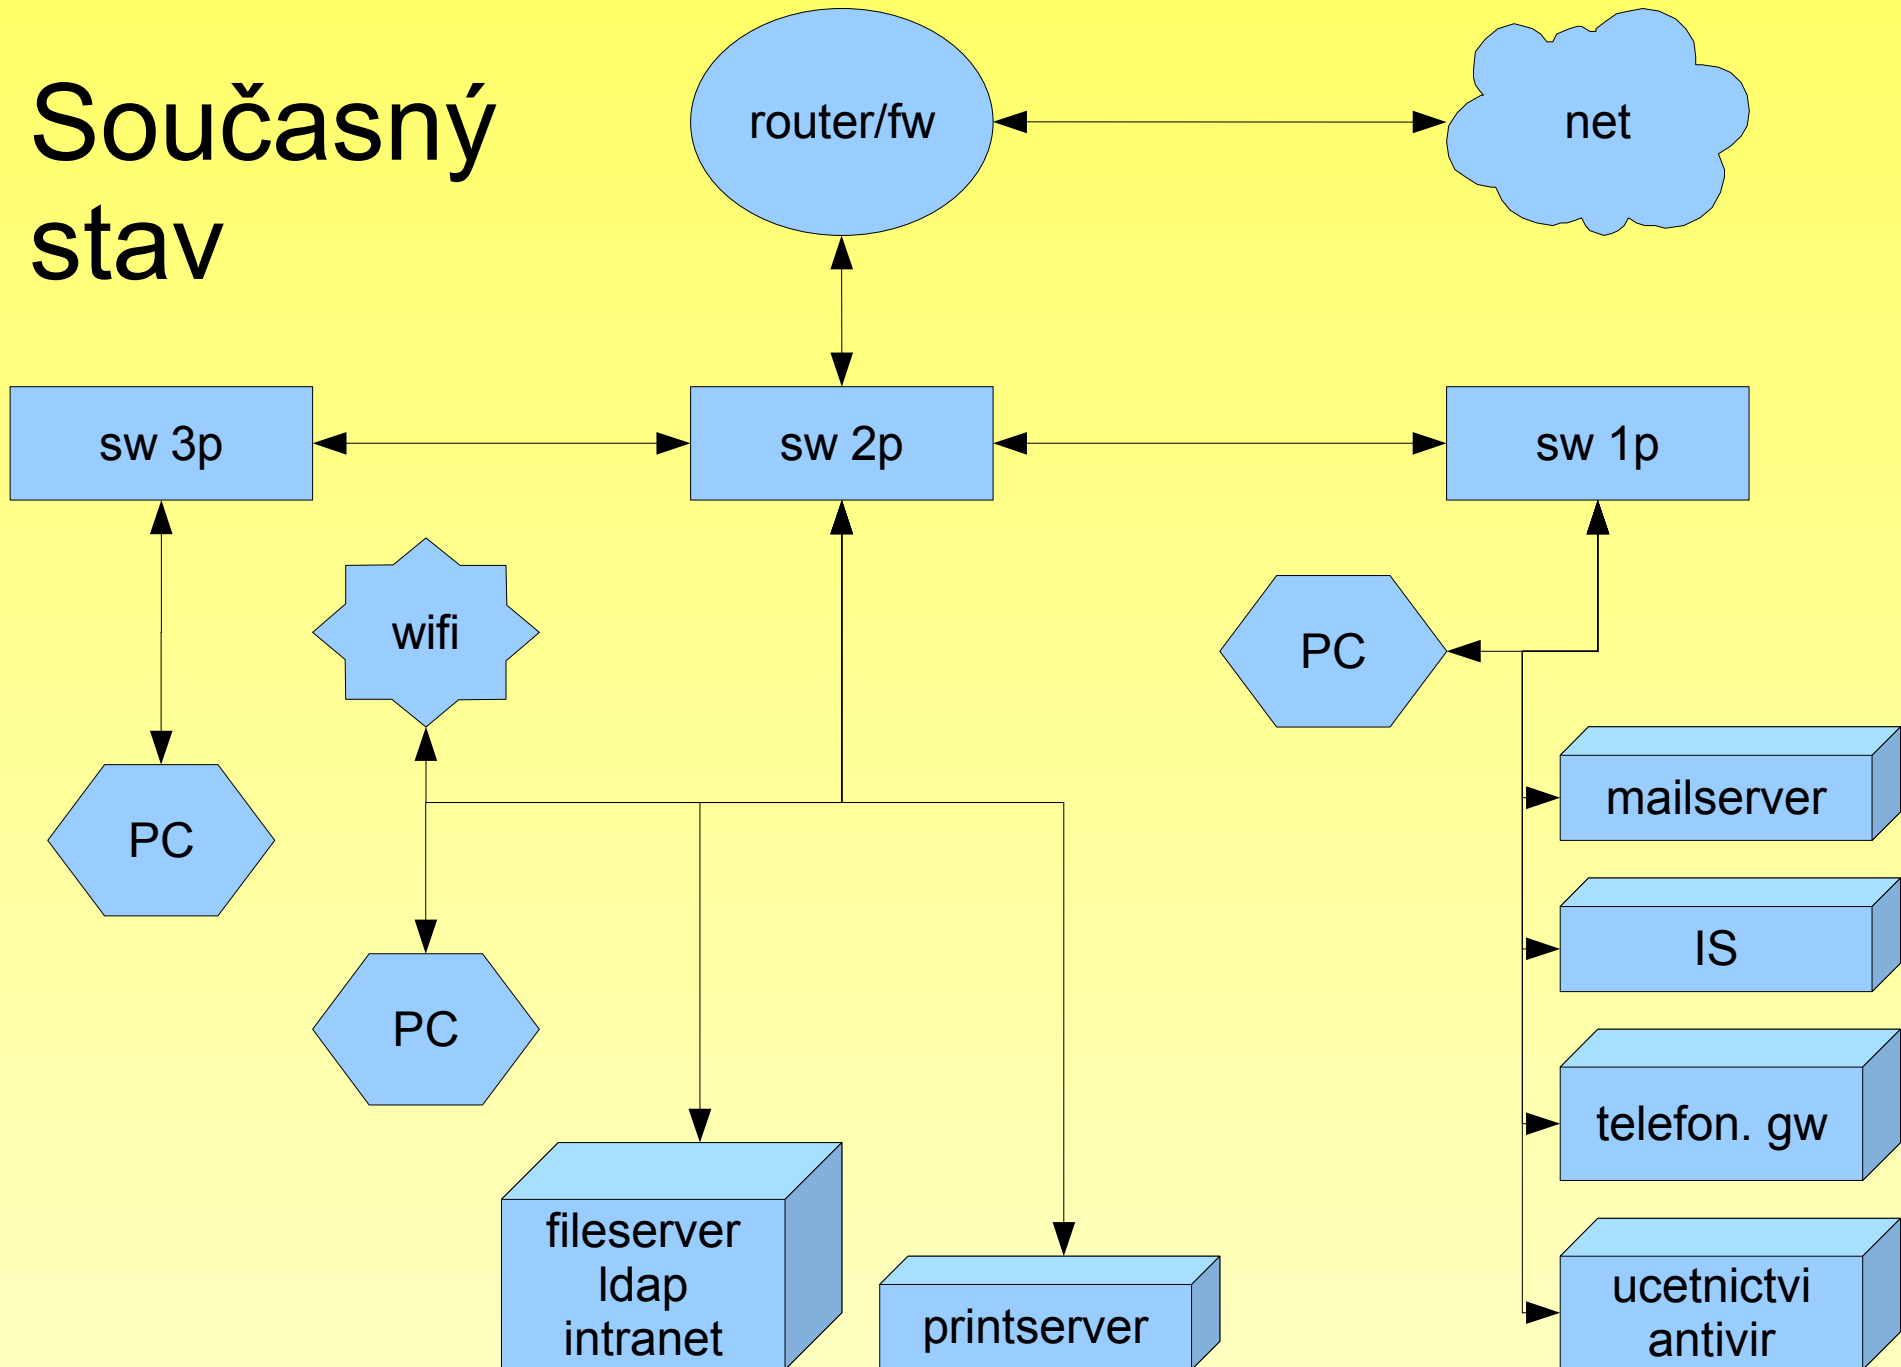 Současný
stav
router/fw
net
sw 3p
sw 2p
sw 1p
wifi
PC
PC
PC
mailserver
IS
telefon. gw
fileserver
ldap
intranet
printserver
ucetnictvi
antivir